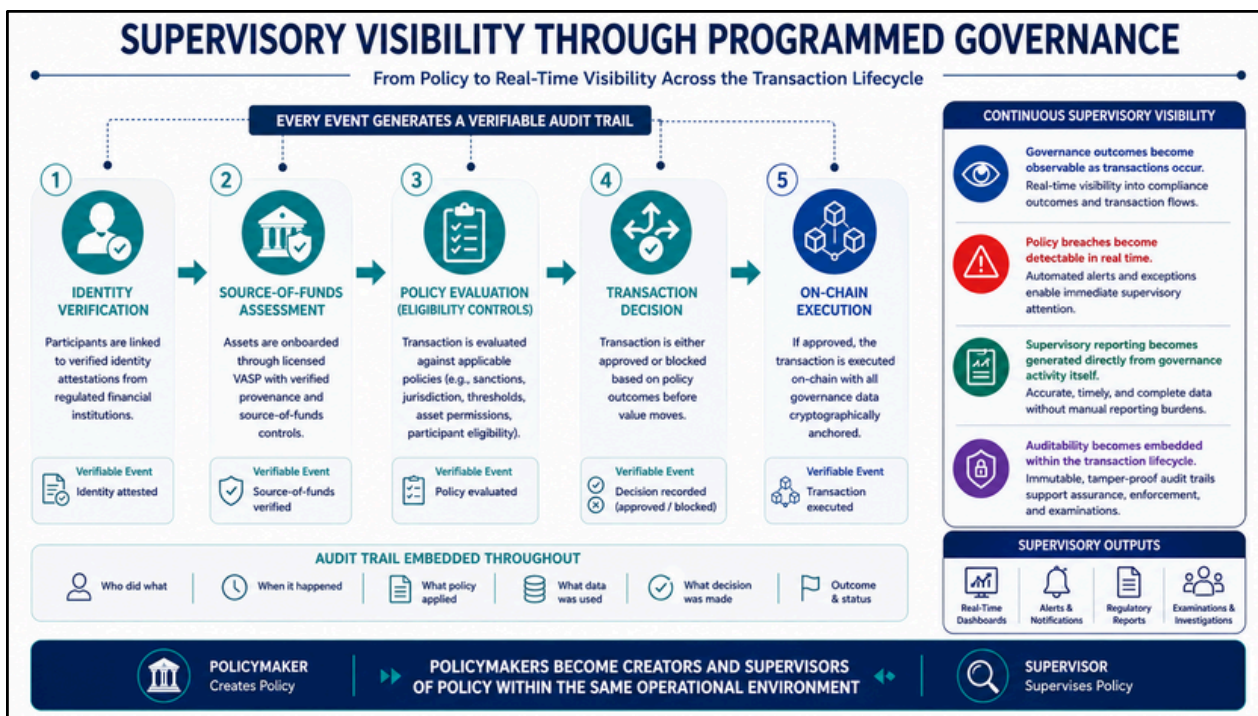 SUPERVISORY VISIBILITY THROUGH PROGRAMMED GOVERNANCE
From Policy to Real-Time Visibility Across the Transaction Lifecycle
EVERY EVENT GENERATES A VERIFIABLE AUDIT TRAIL
1
IDENTITY
VERIFICATION
Participants are linked
to verified identity
attestations from
regulated financial
institutions.
Verifiable Event
Identity attested
2
SOURCE-OF-FUNDS
ASSESSMENT
Assets are onboarded
through licensed
VASP with verified
provenance and
source-of-funds
controls.
Verifiable Event
Source-of-funds
verified
3
POLICY EVALUATION
(ELIGIBILITY CONTROLS)
Transaction is evaluated
against applicable
policies (e.g., sanctions,
jurisdiction, thresholds,
asset permissions,
participant eligibility).
Verifiable Event
Policy evaluated
4
TRANSACTION
DECISION
Transaction is either
approved or blocked
based on policy
outcomes before
value moves.
Verifiable Event
Decision recorded
(approved / blocked)
5
ON-CHAIN
EXECUTION
If approved, the
transaction is executed
on-chain with all
governance data
cryptographically
anchored.
Verifiable Event
Transaction
executed
AUDIT TRAIL EMBEDDED THROUGHOUT
Who did what
When it happened
What policy
applied
What data
was used
What decision
was made
Outcome
& status
CONTINUOUS SUPERVISORY VISIBILITY
Governance outcomes become
observable as transactions occur.
Real-time visibility into compliance
outcomes and transaction flows.
Policy breaches become
detectable in real time.
Automated alerts and exceptions
enable immediate supervisory
attention.
Supervisory reporting becomes
generated directly from governance
activity itself.
Accurate, timely, and complete data
without manual reporting burdens.
Auditability becomes embedded
within the transaction lifecycle.
Immutable, tamper-proof audit trails
support assurance, enforcement,
and examinations.
SUPERVISORY OUTPUTS
Real-Time
Dashboards
Alerts &
Notifications
Regulatory
Reports
Examinations &
Investigations
POLICYMAKER
Creates Policy
POLICYMAKERS BECOME CREATORS AND SUPERVISORS
OF POLICY WITHIN THE SAME OPERATIONAL ENVIRONMENT
SUPERVISOR
Supervises Policy